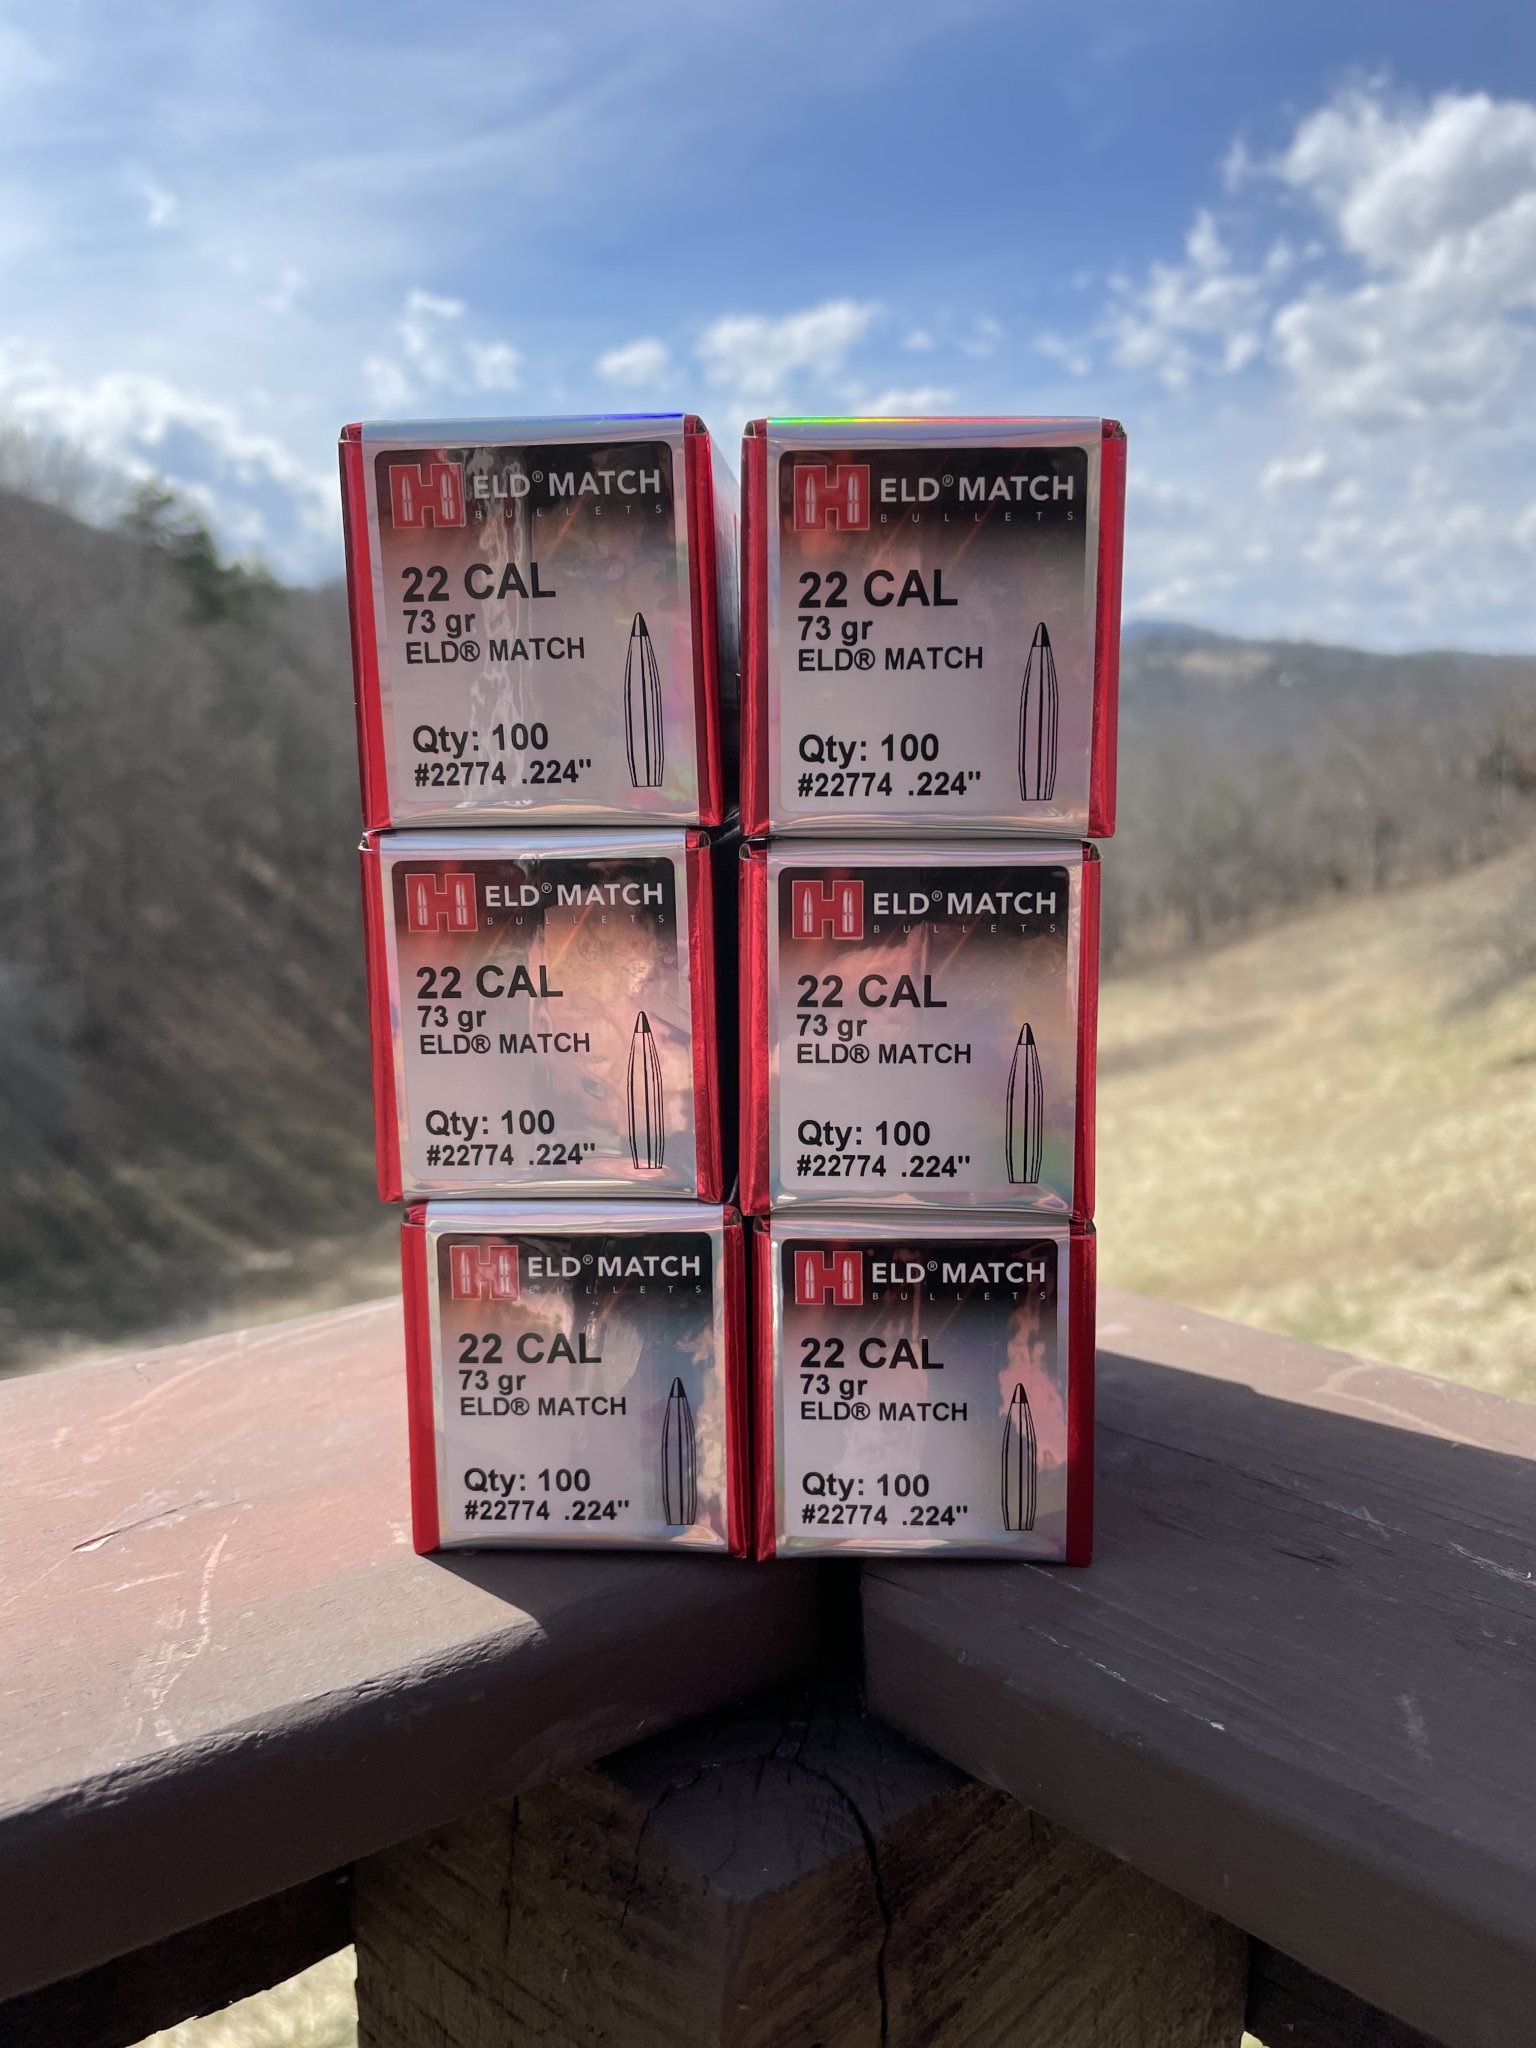 ELD® MATCH
BULLETS
22 CAL
73 gr
ELD® MATCH
Qty: 100
#22774 .224"
ELD® MATCH
BULLETS
22 CAL
73 gr
ELD® MATCH
Qty: 100
#22774 .224"
ELD® MATCH
BULLETS
22 CAL
73 gr
ELD® MATCH
Qty: 100
#22774 .224"
ELD® MATCH
BULLETS
22 CAL
73 gr
ELD® MATCH
Qty: 100
#22774 .224"
ELD® MATCH
BULLETS
22 CAL
73 gr
ELD® MATCH
Qty: 100
#22774 .224"
ELD® MATCH
BULLETS
22 CAL
73 gr
ELD® MATCH
Qty: 100
#22774 .224"